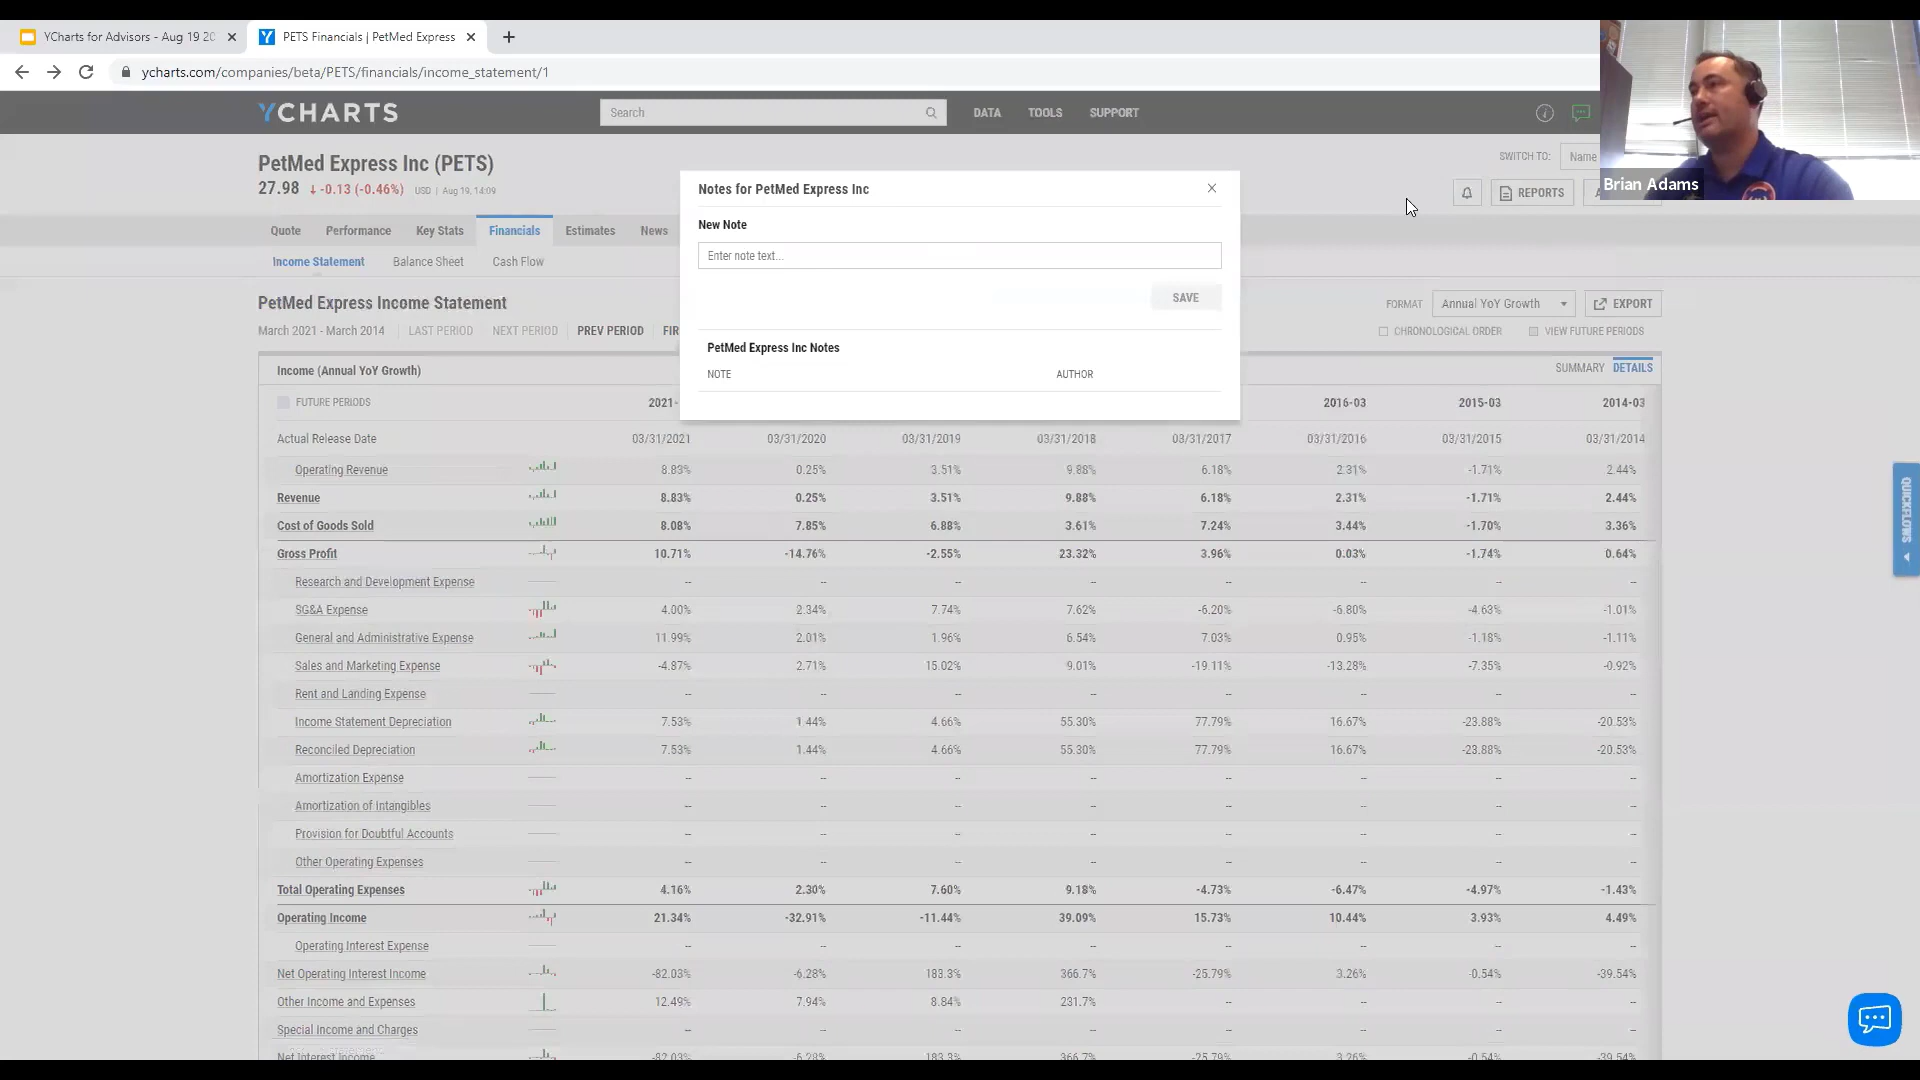 YCharts for Advisors - Aug 19 20
PETS Financials | PetMed Express
ycharts.com/companies/beta/PETS/financials/income_statement/1
YCHARTS
Search
DATA TOOLS SUPPORT
PetMed Express Inc (PETS)
SWITCH TO: Name
27.98 -0.13 (-0.46%) USD | Aug 19, 14:09
REPORTS
Brian Adams
Quote Performance Key Stats Financials Estimates News
Income Statement Balance Sheet Cash Flow
Notes for PetMed Express Inc
New Note
Enter note text...
SAVE
PetMed Express Inc Notes
NOTE AUTHOR
PetMed Express Income Statement
FORMAT Annual YoY Growth EXPORT
March 2021 - March 2014 LAST PERIOD NEXT PERIOD PREV PERIOD FIR
CHRONOLOGICAL ORDER VIEW FUTURE PERIODS
Income (Annual YoY Growth) SUMMARY DETAILS
FUTURE PERIODS 2021- 2016-03 2015-03 2014-03
Actual Release Date 03/31/2021 03/31/2020 03/31/2019 03/31/2018 03/31/2017 03/31/2016 03/31/2015 03/31/2014
Operating Revenue 8.83% 0.25% 3.51% 9.88% 6.18% 2.31% -1.71% 2.44%
Revenue 8.83% 0.25% 3.51% 9.88% 6.18% 2.31% -1.71% 2.44%
Cost of Goods Sold 8.08% 7.85% 6.88% 3.61% 7.24% 3.44% -1.70% 3.36%
Gross Profit 10.71% -14.76% -2.55% 23.32% 3.96% 0.03% -1.74% 0.64%
Research and Development Expense -- -- -- -- -- -- -- --
SG&A Expense 4.00% 2.34% 7.74% 7.62% -6.20% -6.80% -4.63% -1.01%
General and Administrative Expense 11.99% 2.01% 1.96% 6.54% 7.03% 0.95% -1.18% -1.11%
Sales and Marketing Expense -4.87% 2.71% 15.02% 9.01% -19.11% -13.28% -7.35% -0.92%
Rent and Landing Expense -- -- -- -- -- -- -- --
Income Statement Depreciation 7.53% 1.44% 4.66% 55.30% 77.79% 16.67% -23.88% -20.53%
Reconciled Depreciation 7.53% 1.44% 4.66% 55.30% 77.79% 16.67% -23.88% -20.53%
Amortization Expense -- -- -- -- -- -- -- --
Amortization of Intangibles -- -- -- -- -- -- -- --
Provision for Doubtful Accounts -- -- -- -- -- -- -- --
Other Operating Expenses -- -- -- -- -- -- -- --
Total Operating Expenses 4.16% 2.30% 7.60% 9.18% -4.73% -6.47% -4.97% -1.43%
Operating Income 21.34% -32.91% -11.44% 39.09% 15.73% 10.44% 3.93% 4.49%
Operating Interest Expense -- -- -- -- -- -- -- --
Net Operating Interest Income -82.03% -6.28% 183.3% 366.7% -25.79% 3.26% -0.54% -39.54%
Other Income and Expenses 12.49% 7.94% 8.84% 231.7% -- -- -- --
Special Income and Charges -- -- -- -- -- -- -- --
Net Interest Income -82.03% -6.28% 183.3% 366.7% -25.79% 3.26% -0.54% -39.54%
QUICKFLOWS